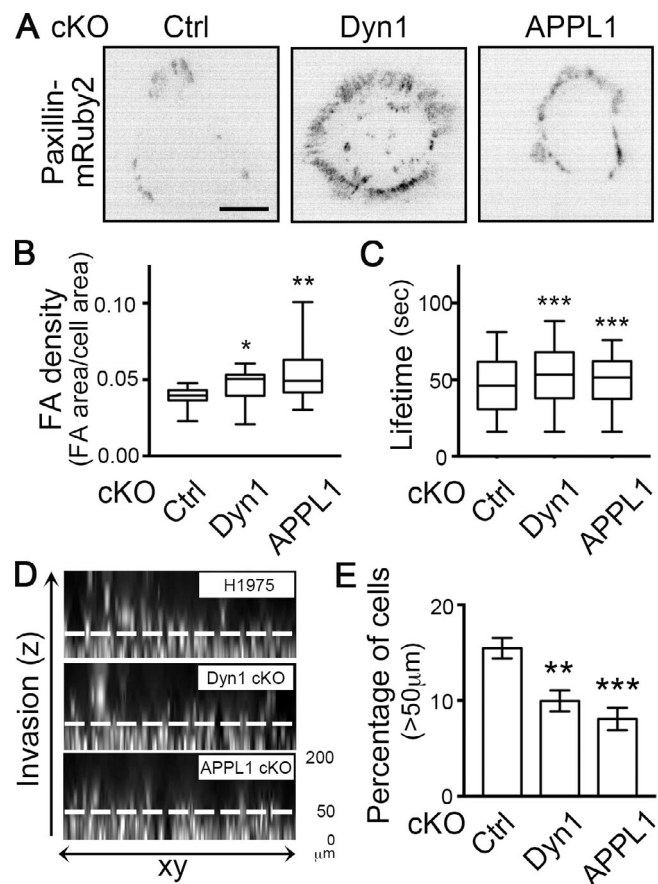 A cKO Ctrl Dyn1 APPL1
Paxillin-
mRuby2
B
FA density
(FA area/cell area)
0.10
0.05
0.00
* **
cKO Ctrl Dyn1 APPL1
C
Lifetime (sec)
100
50
0
*** ***
cKO Ctrl Dyn1 APPL1
D
Invasion (z)
H1975
Dyn1 cKO
APPL1 cKO
200
50
0
μm
xy
E
Percentage of cells
(>50μm)
20
10
0
** ***
cKO Ctrl Dyn1 APPL1